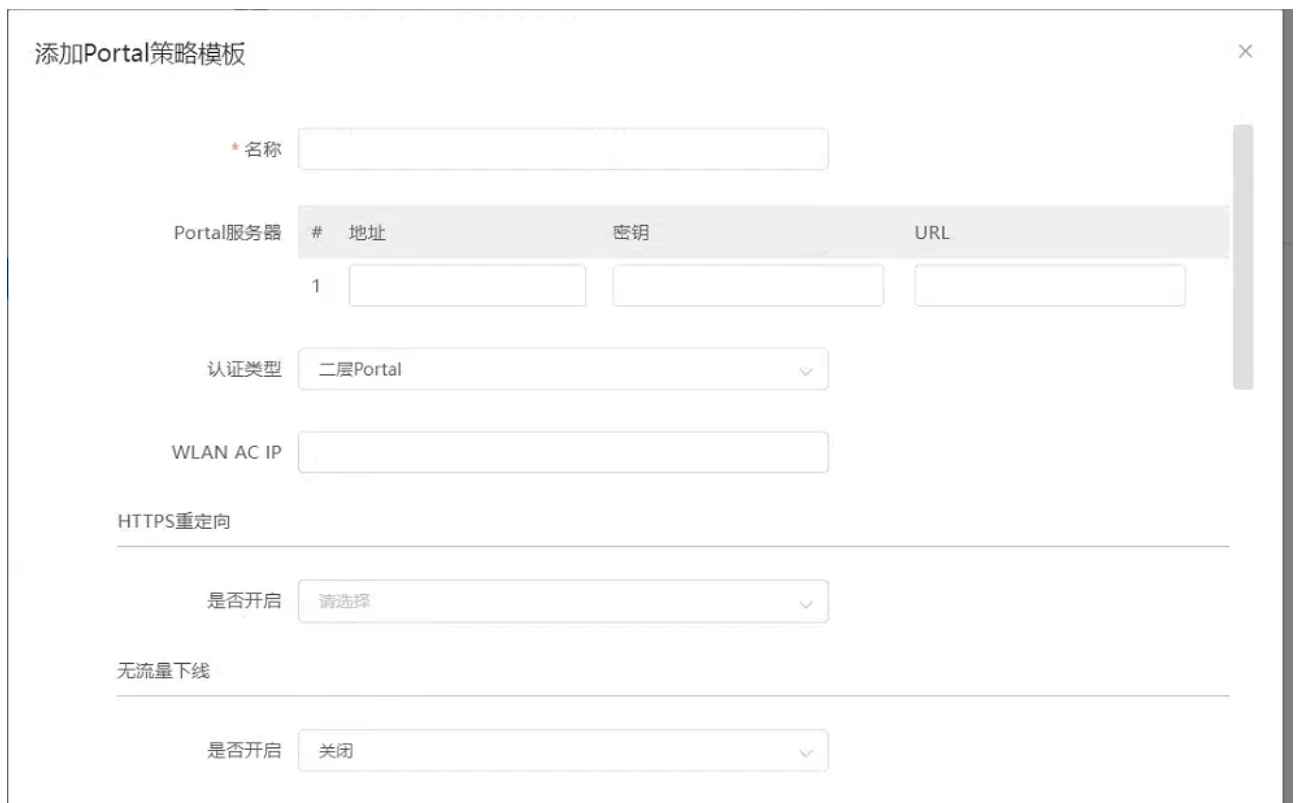 添加Portal策略模板
* 名称
Portal服务器 # 地址 密钥 URL
1
认证类型 二层Portal
WLAN AC IP
HTTPS重定向
是否开启 请选择
无流量下线
是否开启 关闭